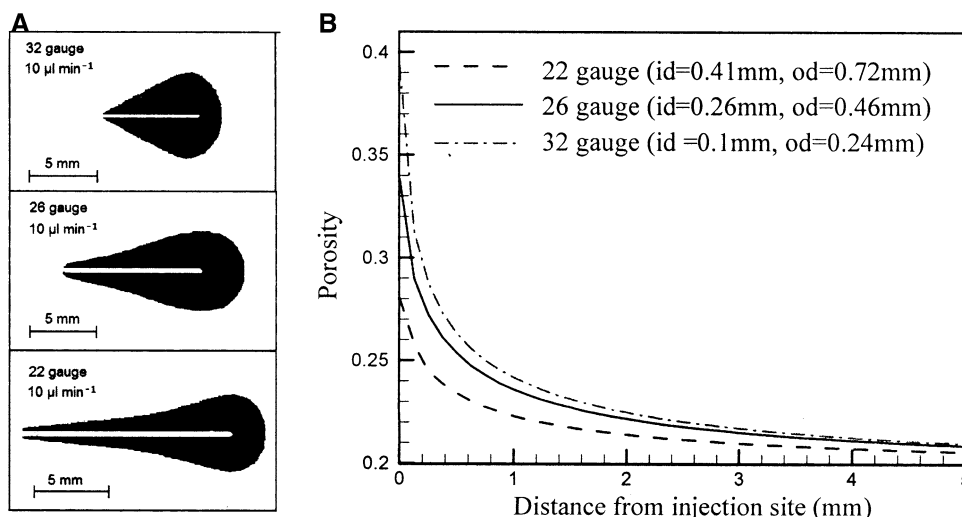 A
32 gauge
10 µl min⁻¹
5 mm
26 gauge
10 µl min⁻¹
5 mm
22 gauge
10 µl min⁻¹
5 mm
B
0.4
0.35
0.3
0.25
0.2
Porosity
22 gauge (id=0.41mm, od=0.72mm)
26 gauge (id=0.26mm, od=0.46mm)
32 gauge (id =0.1mm, od=0.24mm)
0 1 2 3 4
Distance from injection site (mm)